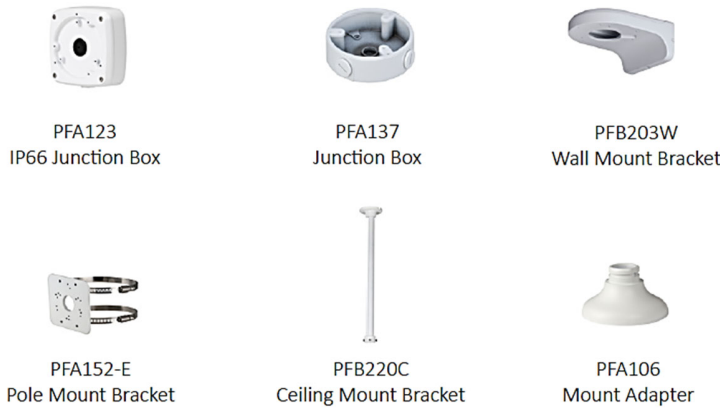 PFA123
IP66 Junction Box
PFA137
Junction Box
PFB203W
Wall Mount Bracket
PFA152-E
Pole Mount Bracket
PFB220C
Ceiling Mount Bracket
PFA106
Mount Adapter